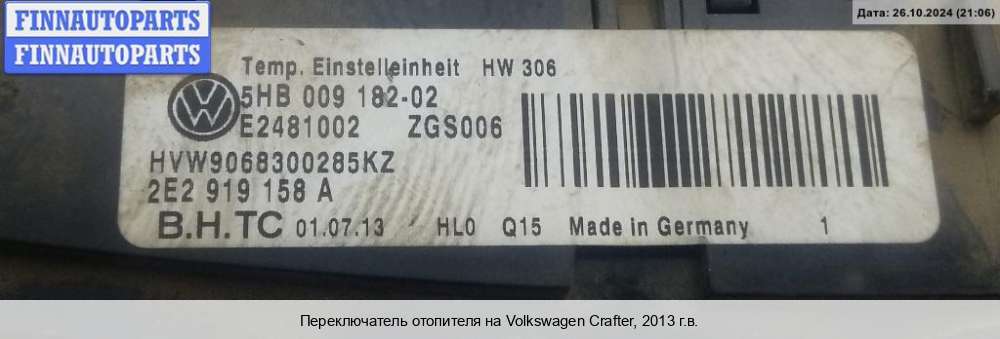 FINNAUTOPARTS
FINNAUTOPARTS
Дата: 26.10.2024 (21:06)
Temp. Einstelleinheit HW 306
5HB 009 182-02
E2481002 ZGS006
HVW9068300285KZ
2E2 919 158 A
B.H.TC 01.07.13 HL0 Q15 Made in Germany 1
Переключатель отопителя на Volkswagen Crafter, 2013 г.в.